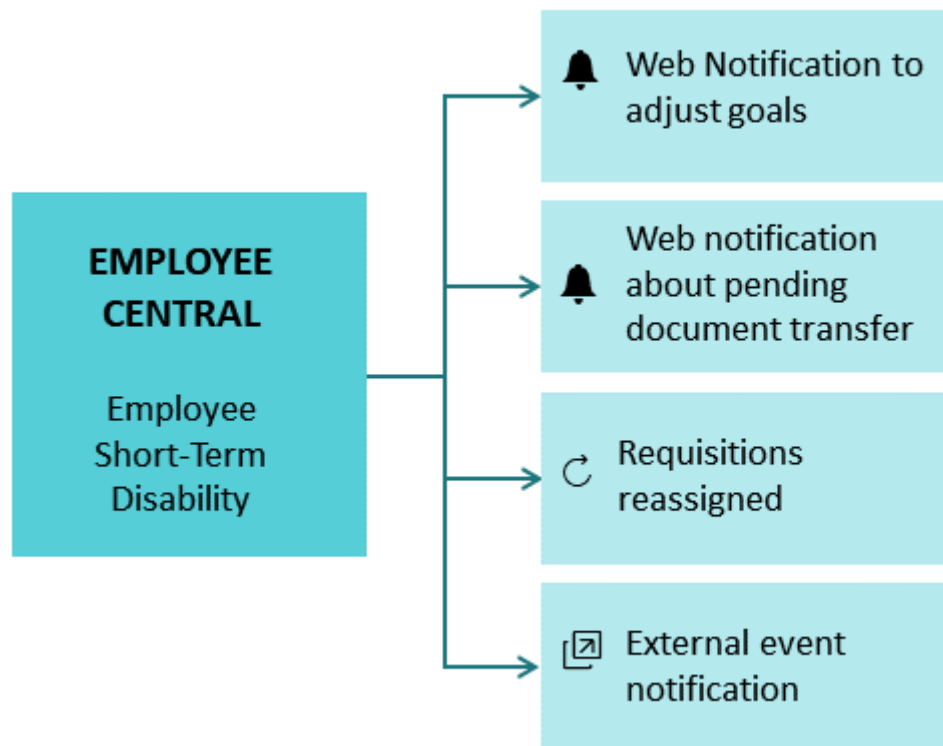 EMPLOYEE
CENTRAL
Employee
Short-Term
Disability
Web Notification to
adjust goals
Web notification
about pending
document transfer
Requisitions
reassigned
External event
notification